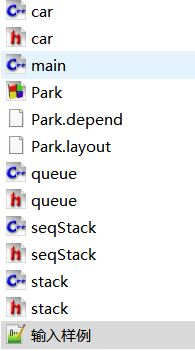 car
car
main
Park
Park.depend
Park.layout
queue
queue
seqStack
seqStack
stack
stack
输入样例